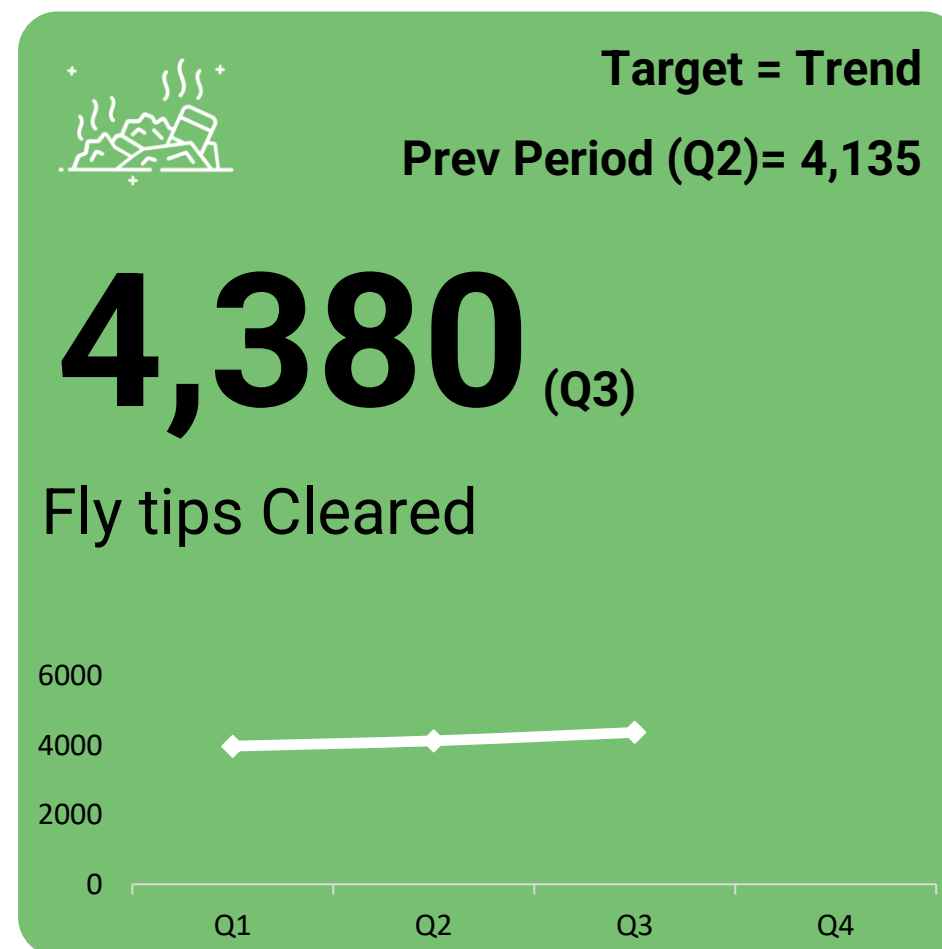 Target = Trend
Prev Period (Q2)= 4,135
4,380 (Q3)
Fly tips Cleared
6000
4000
2000
0
Q1 Q2 Q3 Q4